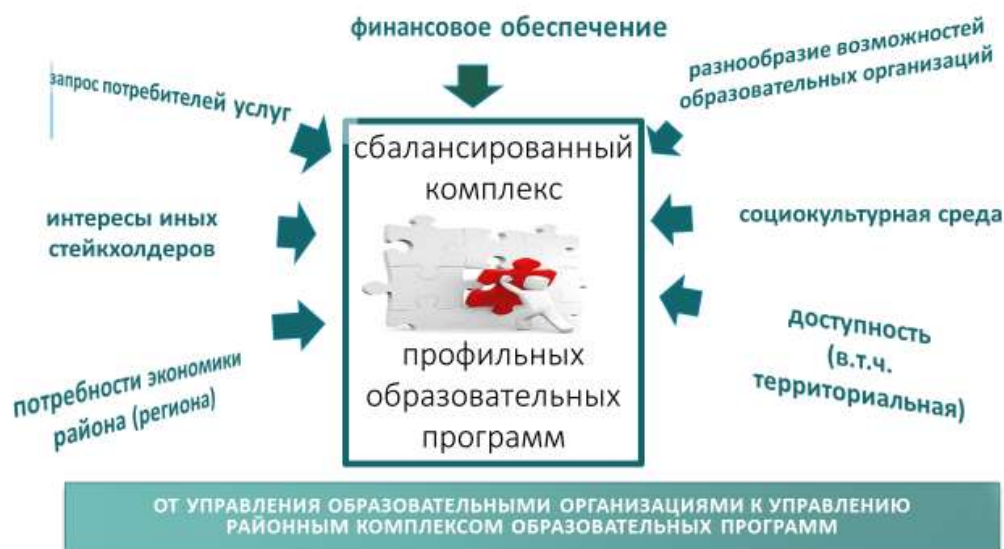 финансовое обеспечение
запрос потребителей услуг
разнообразие возможностей
образовательных организаций
сбалансированный
комплекс
интересы иных
стейкхолдеров
социокультурная среда
потребности экономики
района (региона)
доступность
(в.т.ч.
территориальная)
профильных
образовательных
программ
ОТ УПРАВЛЕНИЯ ОБРАЗОВАТЕЛЬНЫМИ ОРГАНИЗАЦИЯМИ К УПРАВЛЕНИЮ
РАЙОННЫМ КОМПЛЕКСОМ ОБРАЗОВАТЕЛЬНЫХ ПРОГРАММ